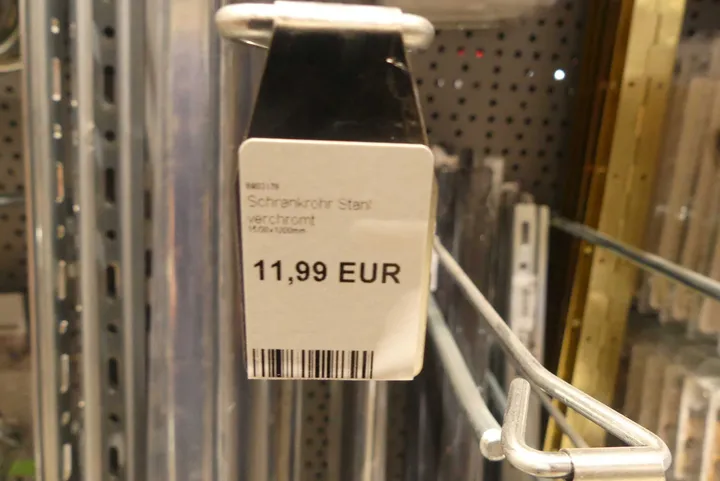 Schrankrohr Stahl
verchromt
11,99 EUR